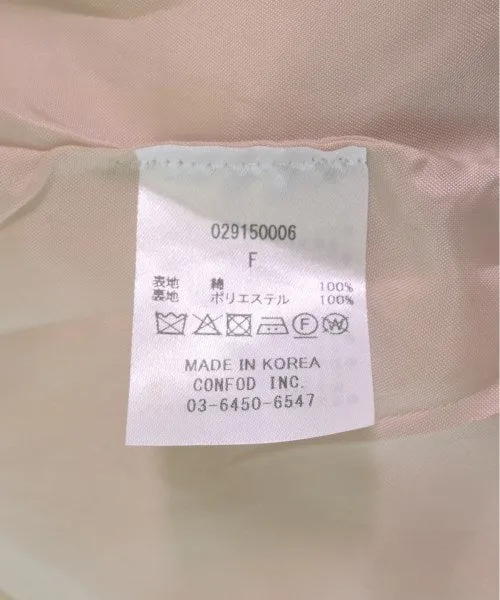 029150006
F
表地 綿 100%
裏地 ポリエステル 100%
F W
MADE IN KOREA
CONFOD INC.
03-6450-6547